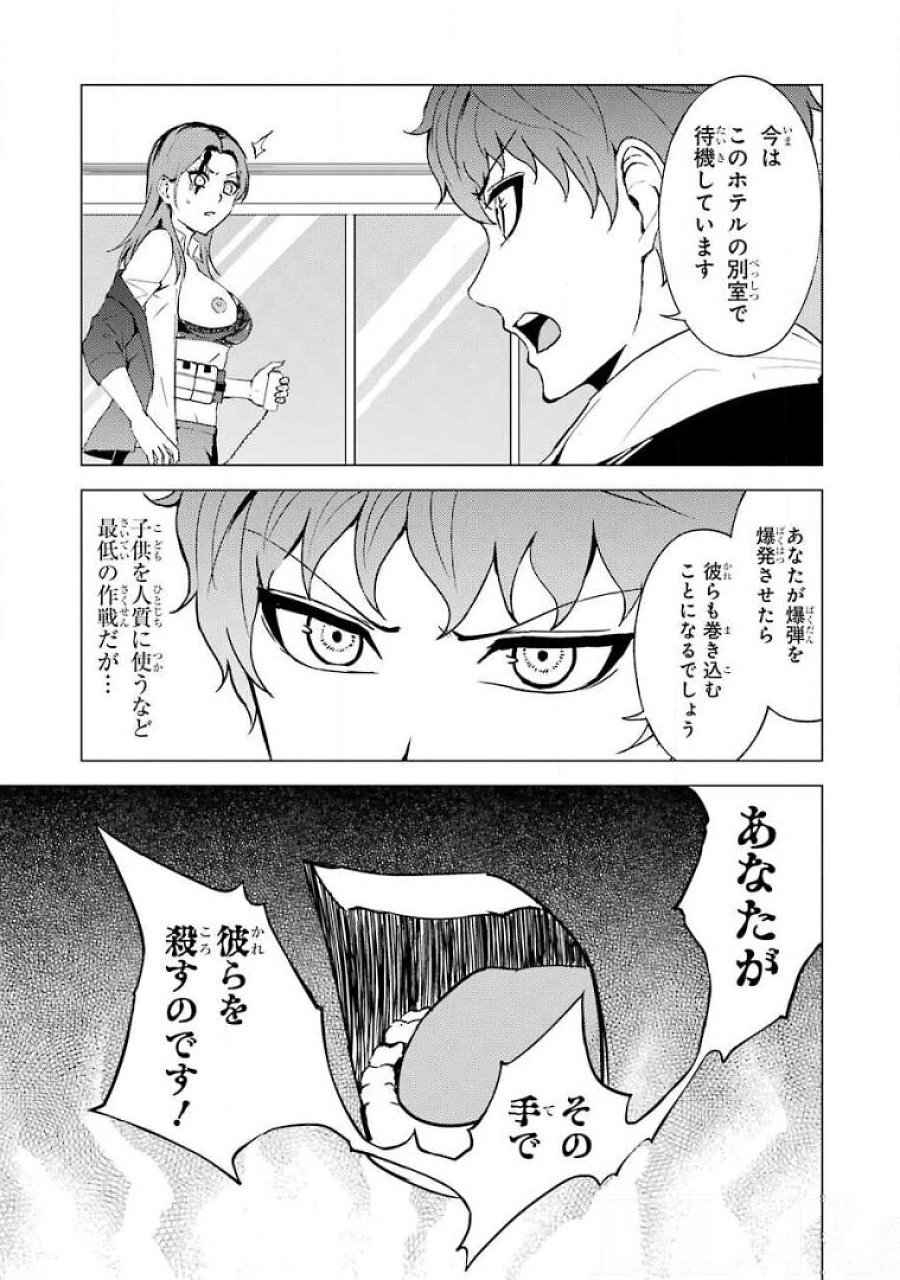 今は
このホテルの別室で
待機しています
あなたが爆弾を
爆発させたら
彼らも巻き込む
ことになるでしょう
子供を人質に使うなど
最低の作戦だが…
あなたが
その
手で
彼らを
殺すのです！